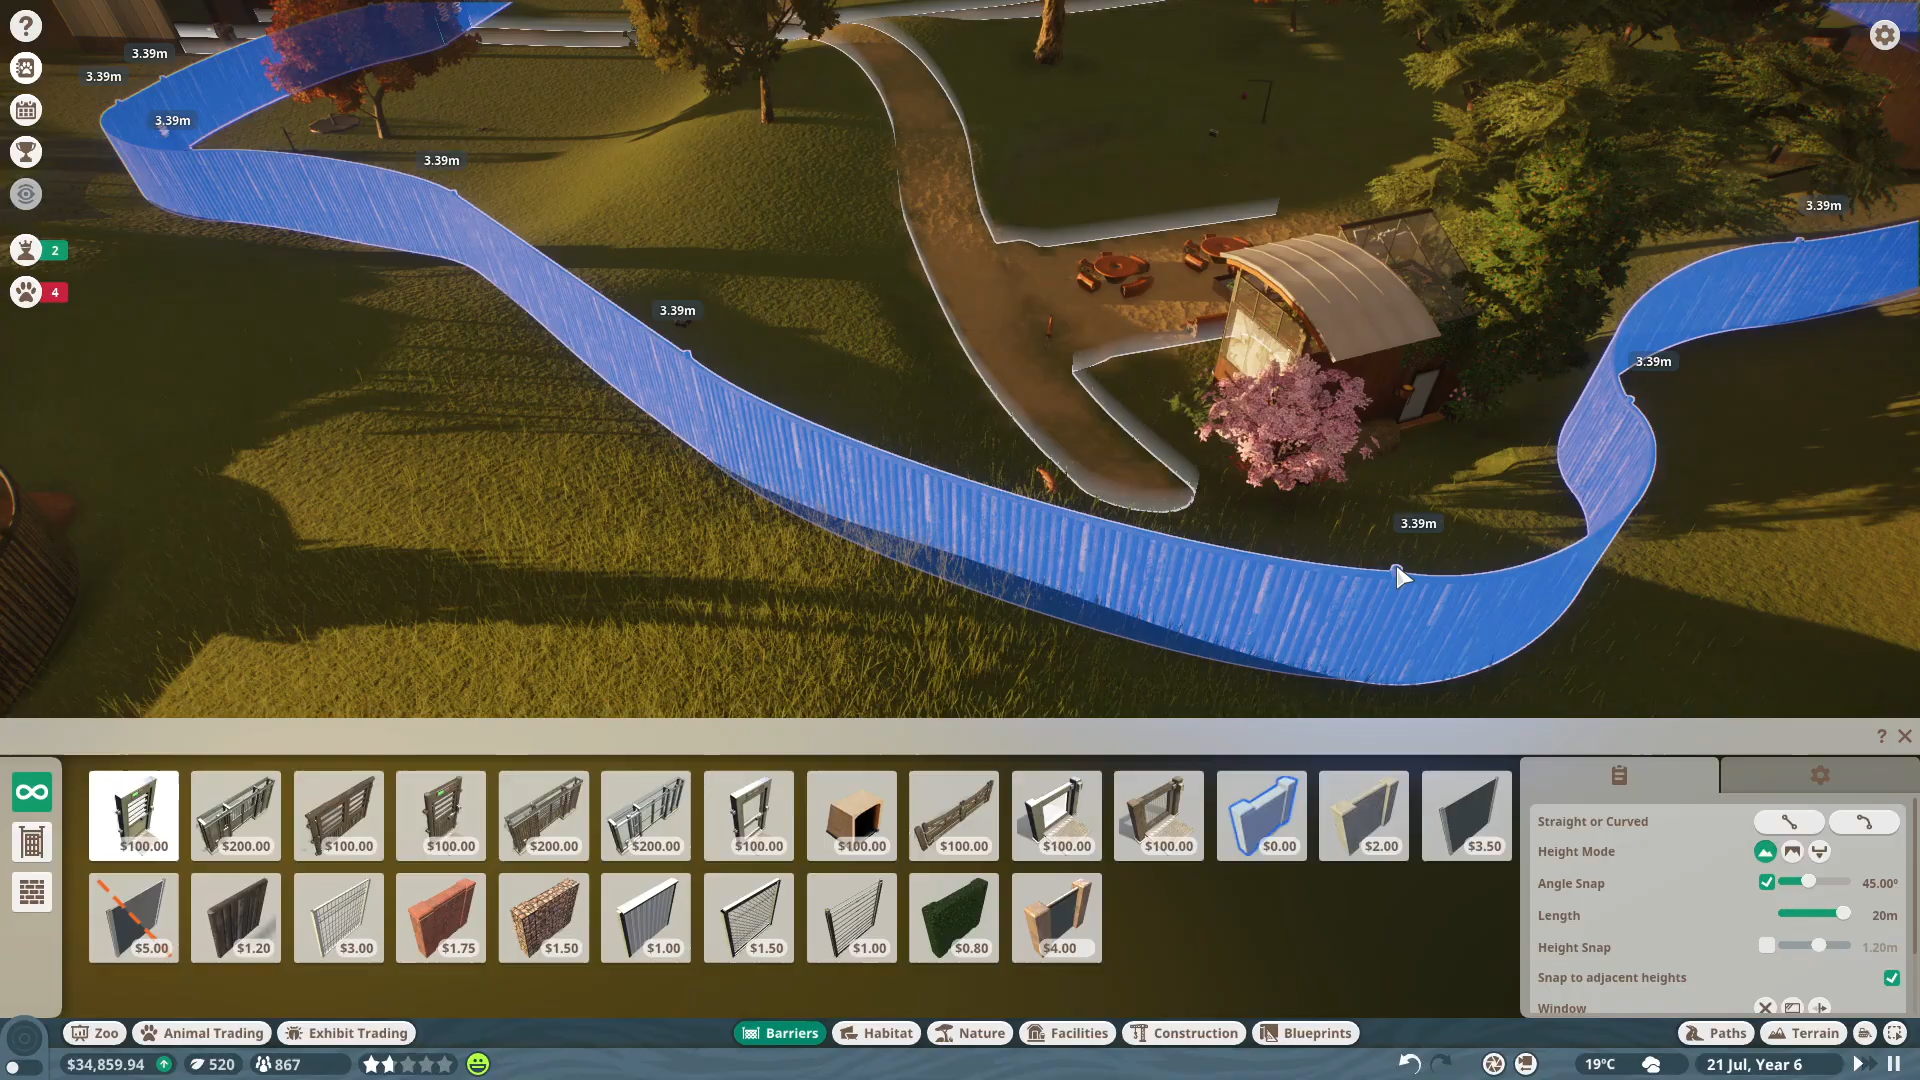 ?
3.39m
3.39m
3.39m
3.39m
3.39m
3.39m
3.39m
3.39m
2
4
?
$100.00
$200.00
$100.00
$100.00
$200.00
$200.00
$100.00
$100.00
$100.00
$100.00
$100.00
$0.00
$2.00
$3.50
$5.00
$1.20
$3.00
$1.75
$1.50
$1.00
$1.50
$1.00
$0.80
$4.00
Straight or Curved
Height Mode
Angle Snap 45.00°
Length 20m
Height Snap 1.20m
Snap to adjacent heights
Window
Zoo Animal Trading Exhibit Trading Barriers Habitat Nature Facilities Construction Blueprints Paths Terrain
$34,859.94 520 867 19°C 21 Jul, Year 6